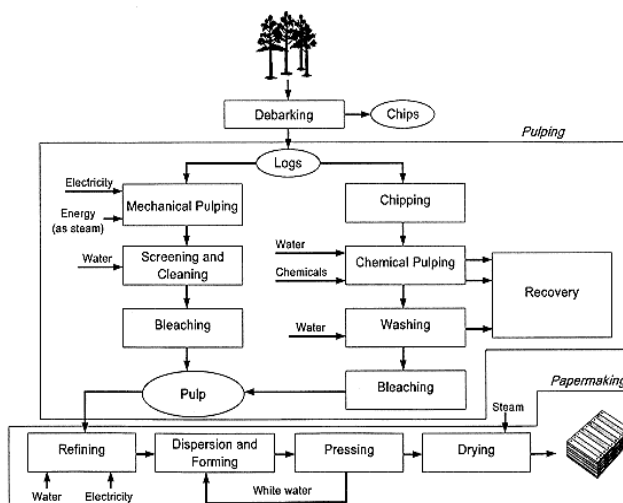 Debarking
Chips
Pulping
Logs
Electricity
Mechanical Pulping
Chipping
Energy
(as steam)
Water
Screening and
Cleaning
Water
Chemicals
Chemical Pulping
Recovery
Bleaching
Water
Washing
Pulp
Bleaching
Papermaking
Steam
Refining
Dispersion and
Forming
Pressing
Drying
Water
Electricity
White water